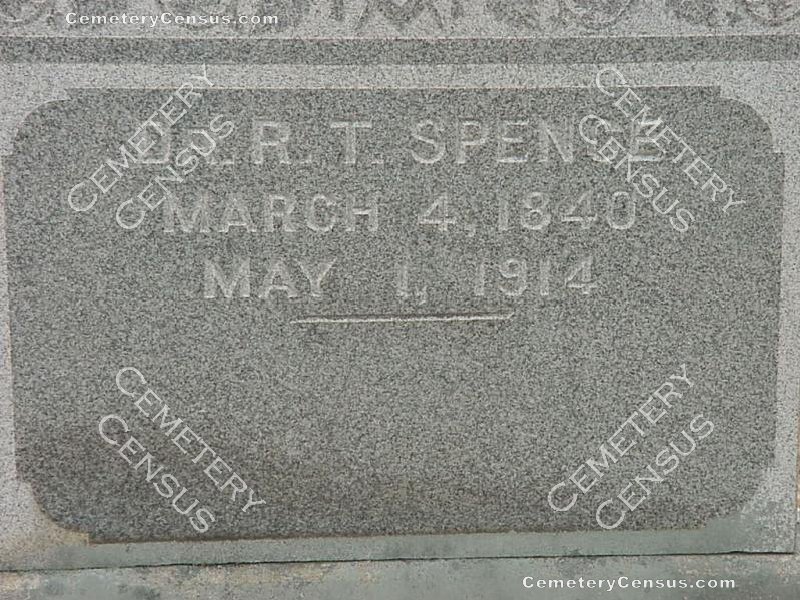 CemeteryCensus.com
Dr. R. T. SPENCE
MARCH 4, 1840
MAY 1, 1914
Cemetery
Census
Cemetery
Census
Cemetery
Census
Cemetery
Census
CemeteryCensus.com